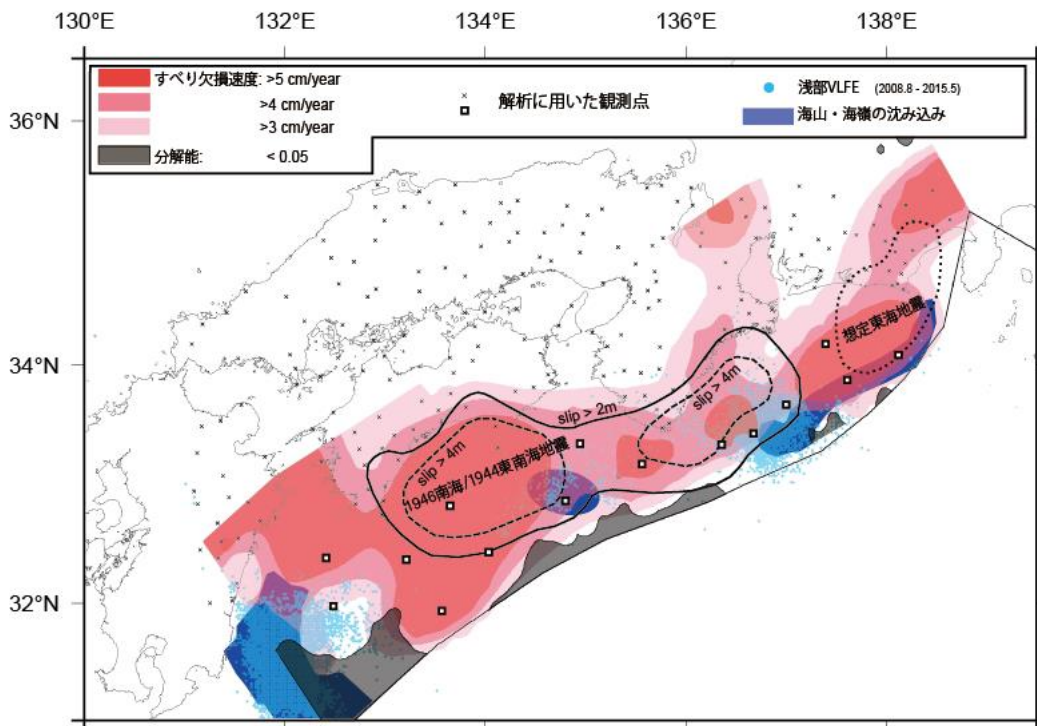 130°E 132°E 134°E 136°E 138°E
36°N
34°N
32°N
すべり欠損速度: >5 cm/year
>4 cm/year
>3 cm/year
分解能: < 0.05
解析に用いた観測点
浅部VLFE (2008.8 - 2015.5)
海山・海嶺の沈み込み
想定東海地震
slip > 4m
slip > 2m
slip > 4m
1946南海/1944東南海地震